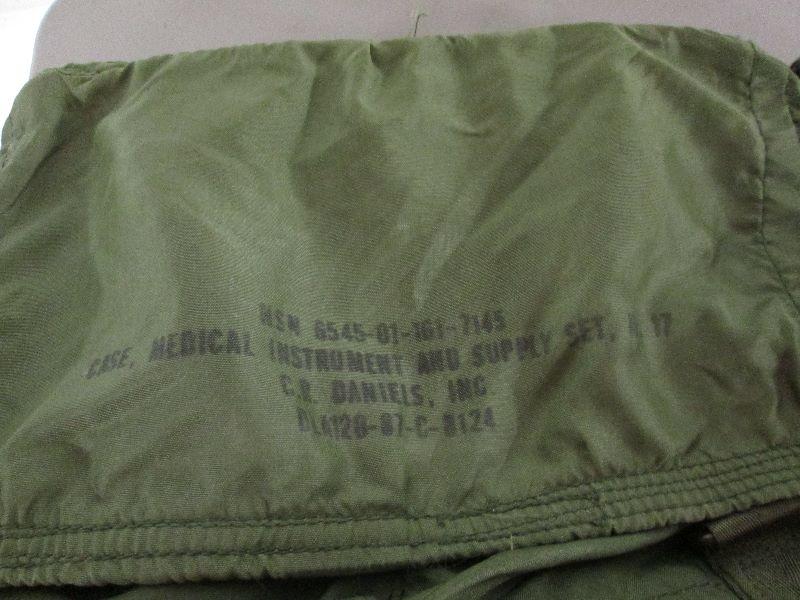 NSN 6545-01-161-7145
CASE, MEDICAL INSTRUMENT AND SUPPLY SET, 17
C.R. DANIELS, INC
DLA120-87-C-8124